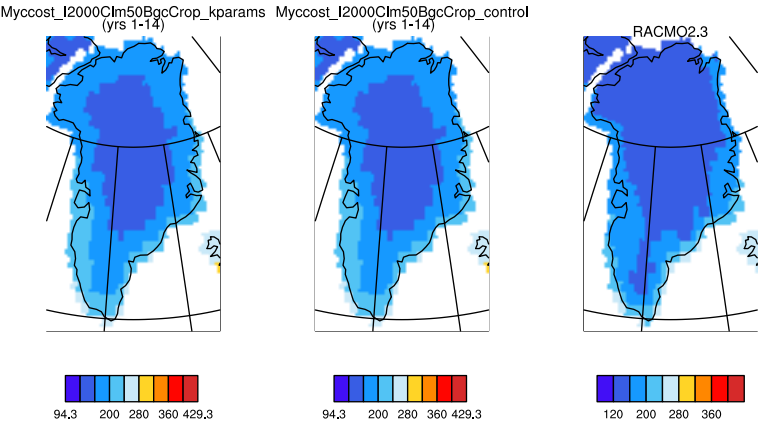 Myccost_I2000Clm50BgcCrop_kparams
(yrs 1-14)
Myccost_I2000Clm50BgcCrop_control
(yrs 1-14)
RACMO2.3
94.3 200 280 360 429.3
94.3 200 280 360 429.3
120 200 280 360